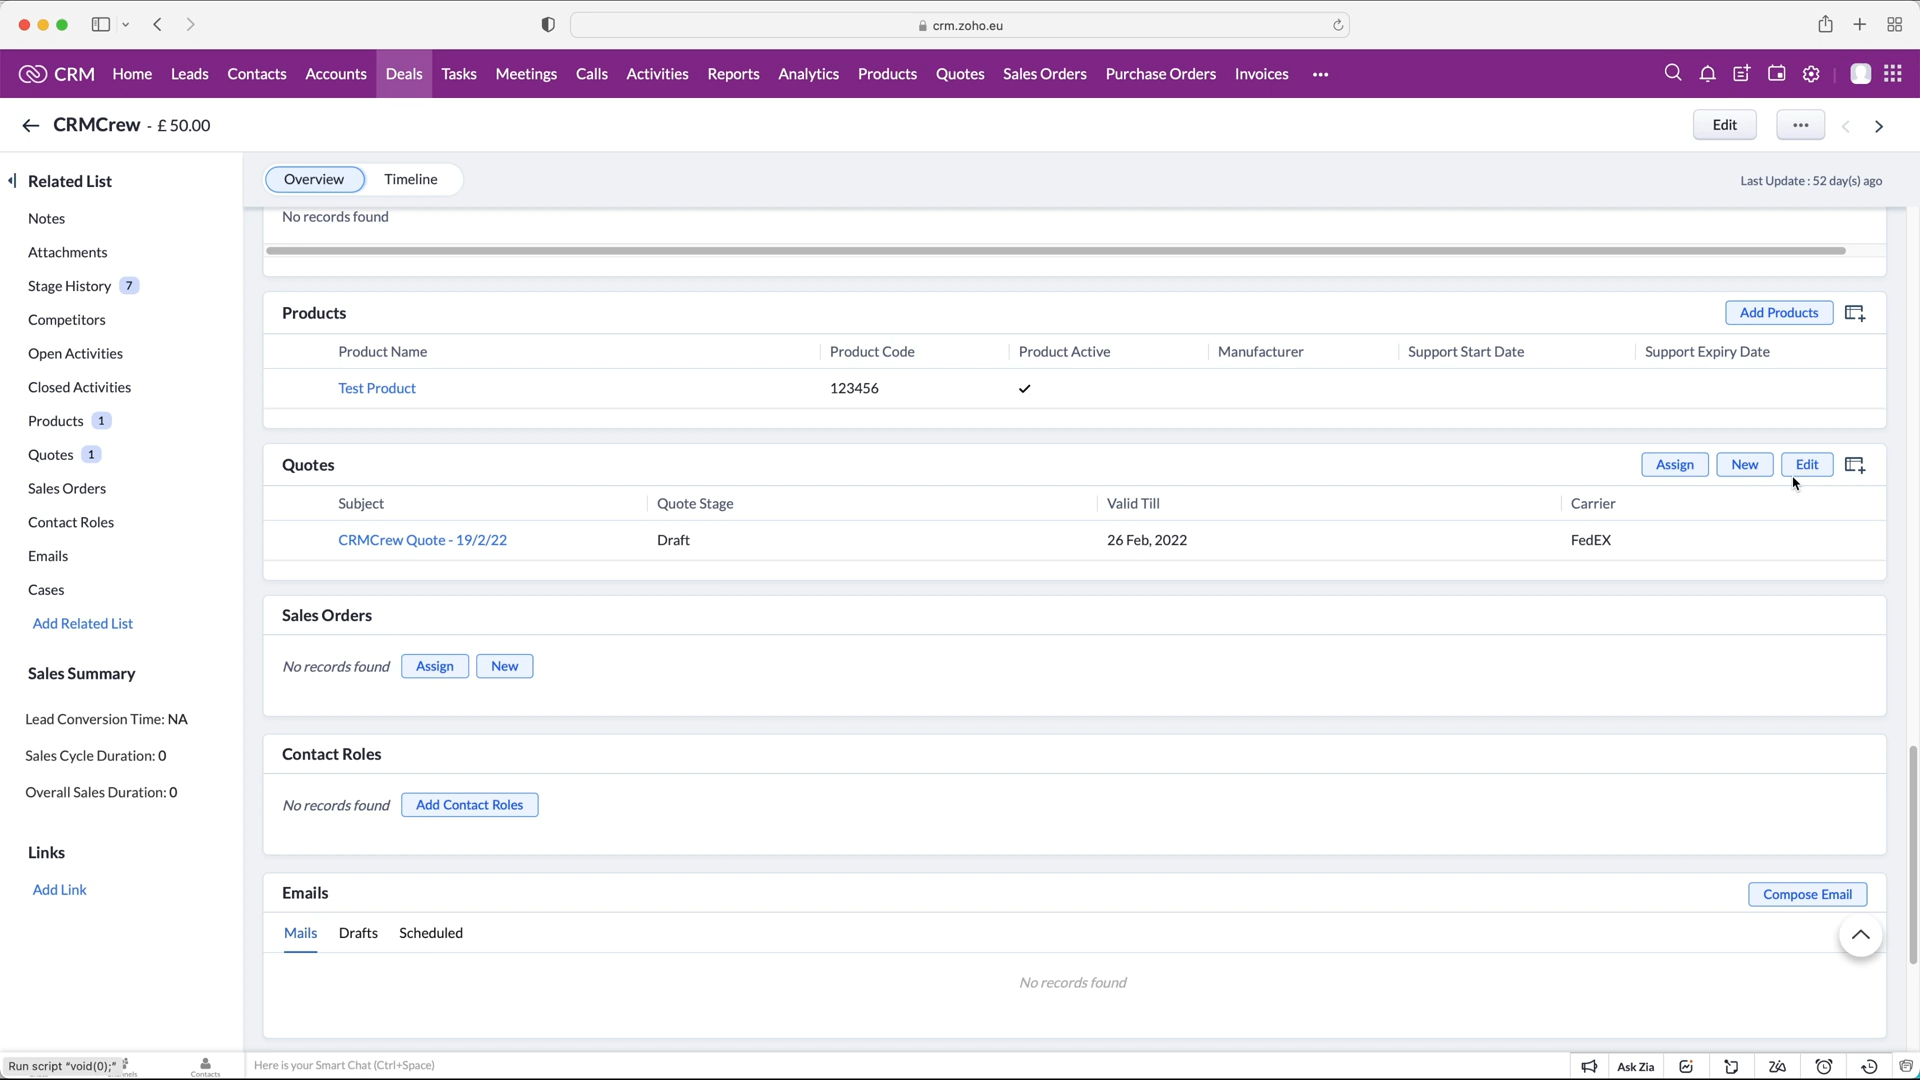 crm.zoho.eu
CRM Home Leads Contacts Accounts Deals Tasks Meetings Calls Activities Reports Analytics Products Quotes Sales Orders Purchase Orders Invoices •••
CRMCrew - £ 50.00
Edit •••
Related List
Overview Timeline
Last Update : 52 day(s) ago
Notes
No records found
Attachments
Stage History 7
Competitors
Open Activities
Closed Activities
Products 1
Quotes 1
Sales Orders
Contact Roles
Emails
Cases
Add Related List
Sales Summary
Lead Conversion Time: NA
Sales Cycle Duration: 0
Overall Sales Duration: 0
Links
Add Link
Products Add Products
Product Name Product Code Product Active Manufacturer Support Start Date Support Expiry Date
Test Product 123456 ✓
Quotes Assign New Edit
Subject Quote Stage Valid Till Carrier
CRMCrew Quote - 19/2/22 Draft 26 Feb, 2022 FedEX
Sales Orders
No records found Assign New
Contact Roles
No records found Add Contact Roles
Emails Compose Email
Mails Drafts Scheduled
No records found
Run script "void(0);" Contacts Here is your Smart Chat (Ctrl+Space) Ask Zia